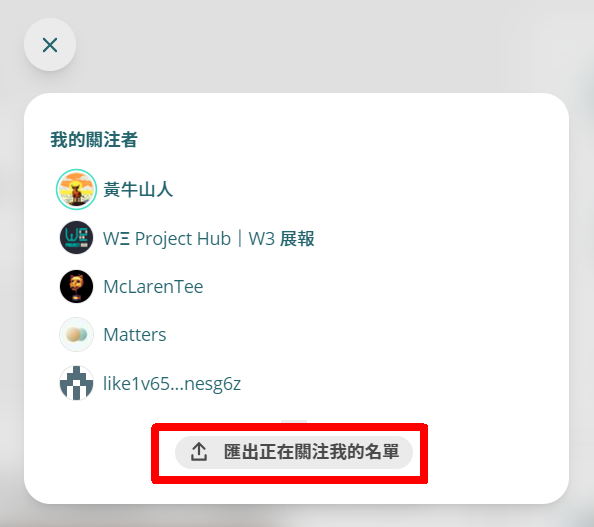 我的關注者
黃牛山人
WΞ Project Hub｜W3 展報
McLarenTee
Matters
like1v65...nesg6z
匯出正在關注我的名單